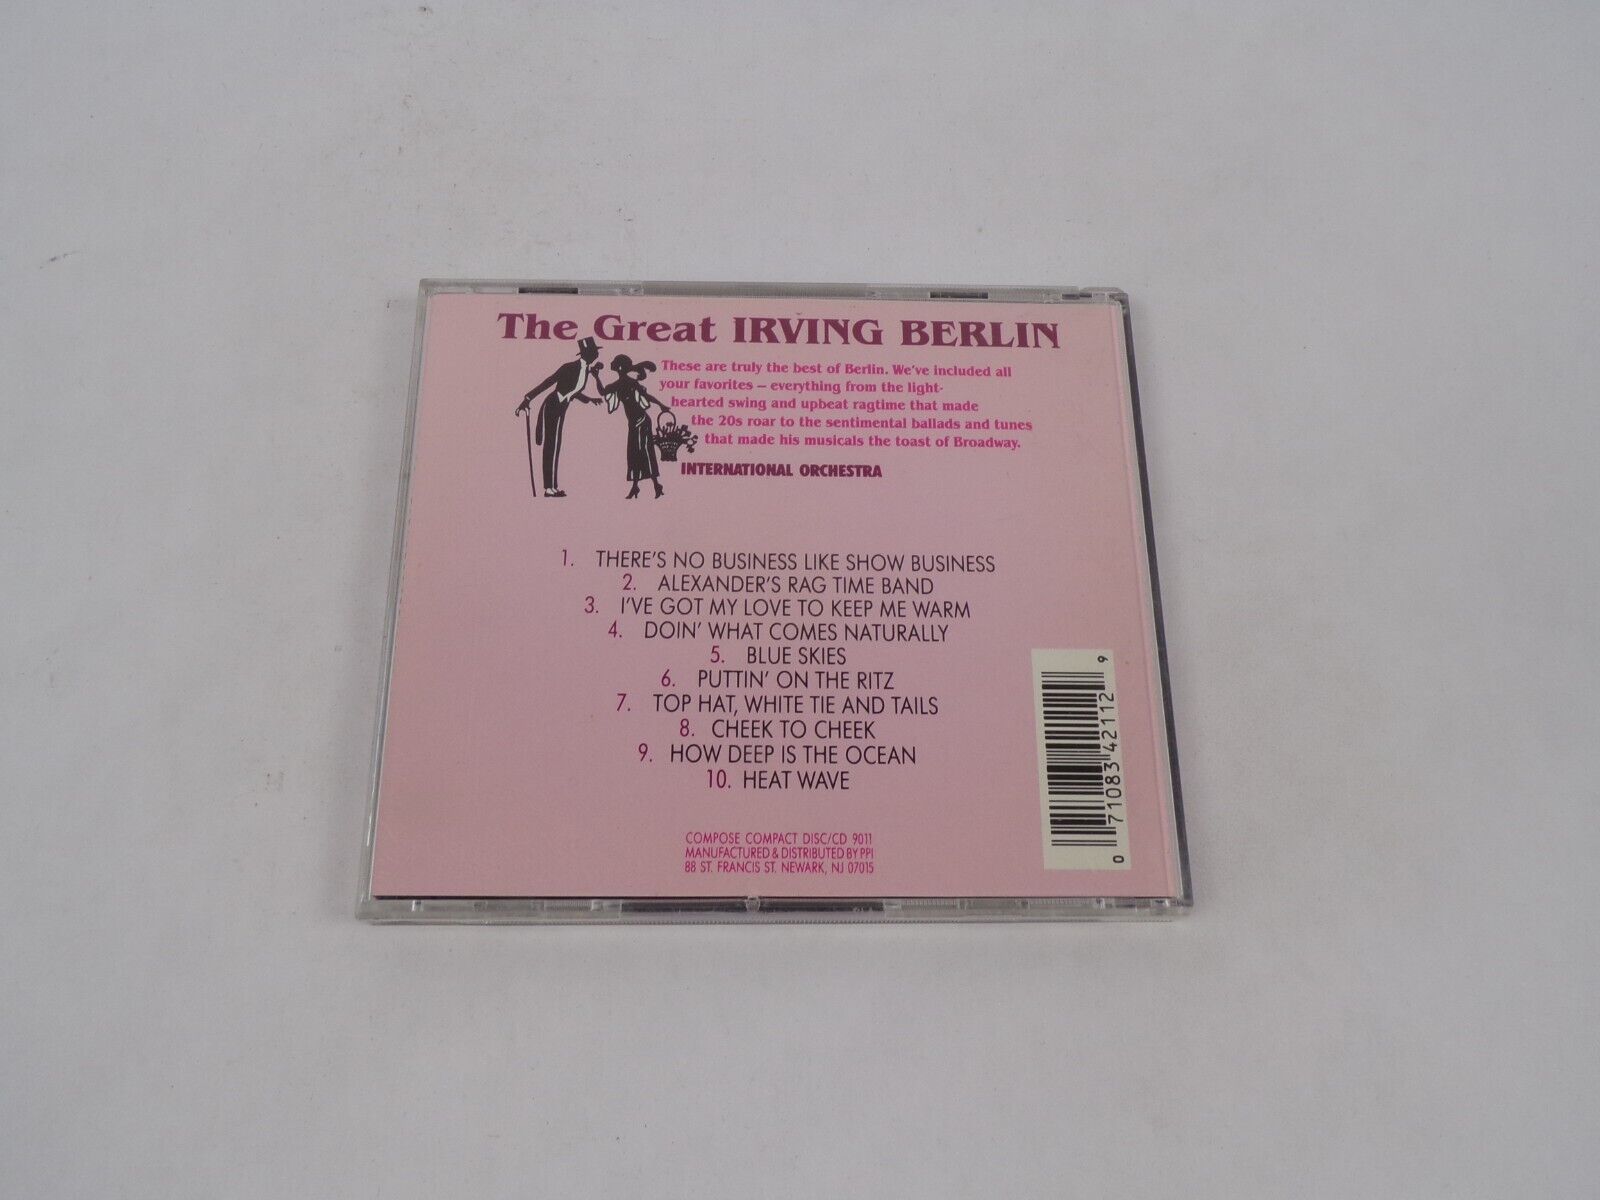 The Great IRVING BERLIN
These are truly the best of Berlin. We've included all
your favorites – everything from the light-
hearted swing and upbeat ragtime that made
the 20s roar to the sentimental ballads and tunes
that made his musicals the toast of Broadway.
INTERNATIONAL ORCHESTRA
1. THERE'S NO BUSINESS LIKE SHOW BUSINESS
2. ALEXANDER'S RAG TIME BAND
3. I'VE GOT MY LOVE TO KEEP ME WARM
4. DOIN' WHAT COMES NATURALLY
5. BLUE SKIES
6. PUTTIN' ON THE RITZ
7. TOP HAT, WHITE TIE AND TAILS
8. CHEEK TO CHEEK
9. HOW DEEP IS THE OCEAN
10. HEAT WAVE
COMPOSE COMPACT DISC/CD 9011
MANUFACTURED & DISTRIBUTED BY PPI
88 ST. FRANCIS ST. NEWARK, NJ 07015
0 71083 42112 9